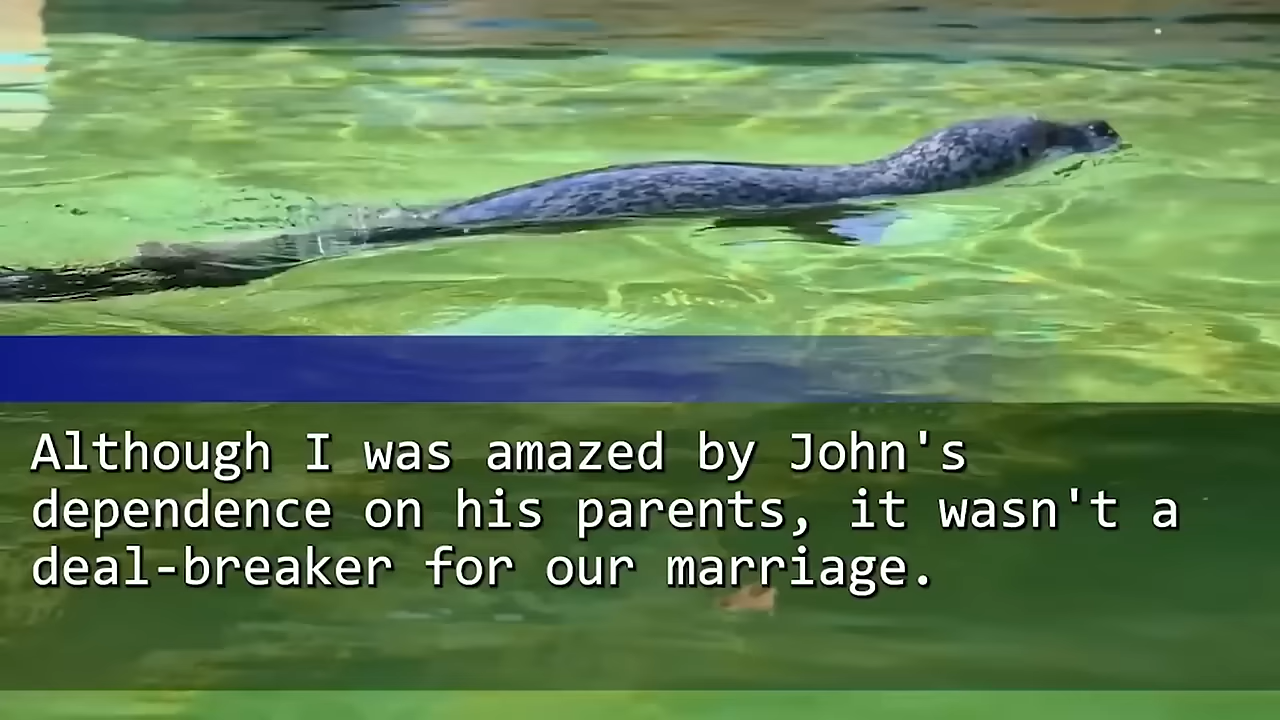 Although I was amazed by John's
dependence on his parents, it wasn't a
deal-breaker for our marriage.